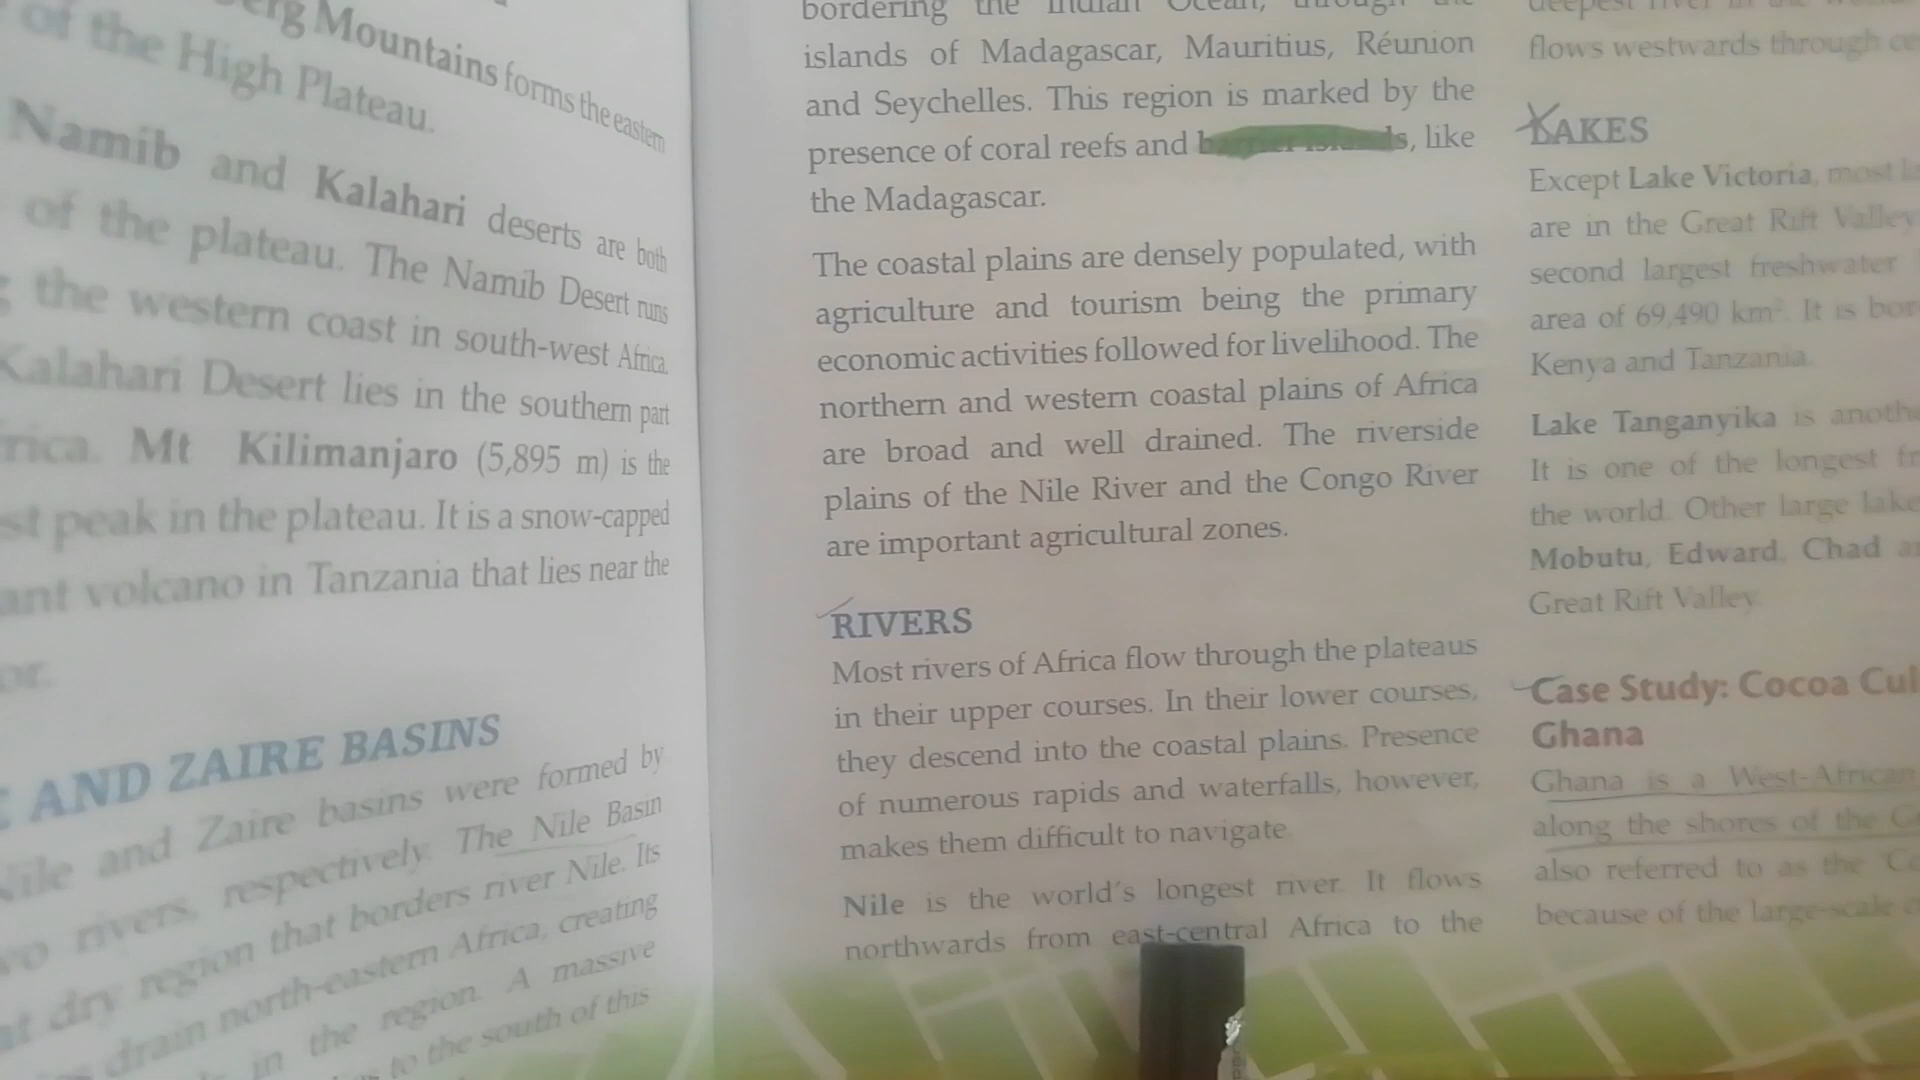 erg Mountains forms the eastern
of the High Plateau.
Namib and Kalahari deserts are both
of the plateau. The Namib Desert runs
the western coast in south-west Africa.
Kalahari Desert lies in the southern part
Mt Kilimanjaro (5,895 m) is the
st peak in the plateau. It is a snow-capped
ant volcano in Tanzania that lies near the
or.
AND ZAIRE BASINS
Nile and Zaire basins were formed by
wo rivers, respectively. The Nile Basin
at dry region that borders river Nile. Its
drain north-eastern Africa, creating
in the region. A massive
to the south of this
bordering the Indian Ocean, through the
islands of Madagascar, Mauritius, Réunion
and Seychelles. This region is marked by the
presence of coral reefs and barrier islands, like
the Madagascar.
The coastal plains are densely populated, with
agriculture and tourism being the primary
economic activities followed for livelihood. The
northern and western coastal plains of Africa
are broad and well drained. The riverside
plains of the Nile River and the Congo River
are important agricultural zones.
RIVERS
Most rivers of Africa flow through the plateaus
in their upper courses. In their lower courses,
they descend into the coastal plains. Presence
of numerous rapids and waterfalls, however,
makes them difficult to navigate.
Nile is the world's longest river. It flows
northwards from east-central Africa to the
deepest river in the
flows westwards through
LAKES
Except Lake Victoria, most
are in the Great Rift Valley
second largest freshwater
area of 69,490 km². It is
Kenya and Tanzania.
Lake Tanganyika is
It is one of the longest
the world. Other large
Mobutu, Edward, Chad
Great Rift Valley.
Case Study: Cocoa Cul
Ghana
Ghana is a West-African
along the shores of the
also referred to as the
because of the large-scale